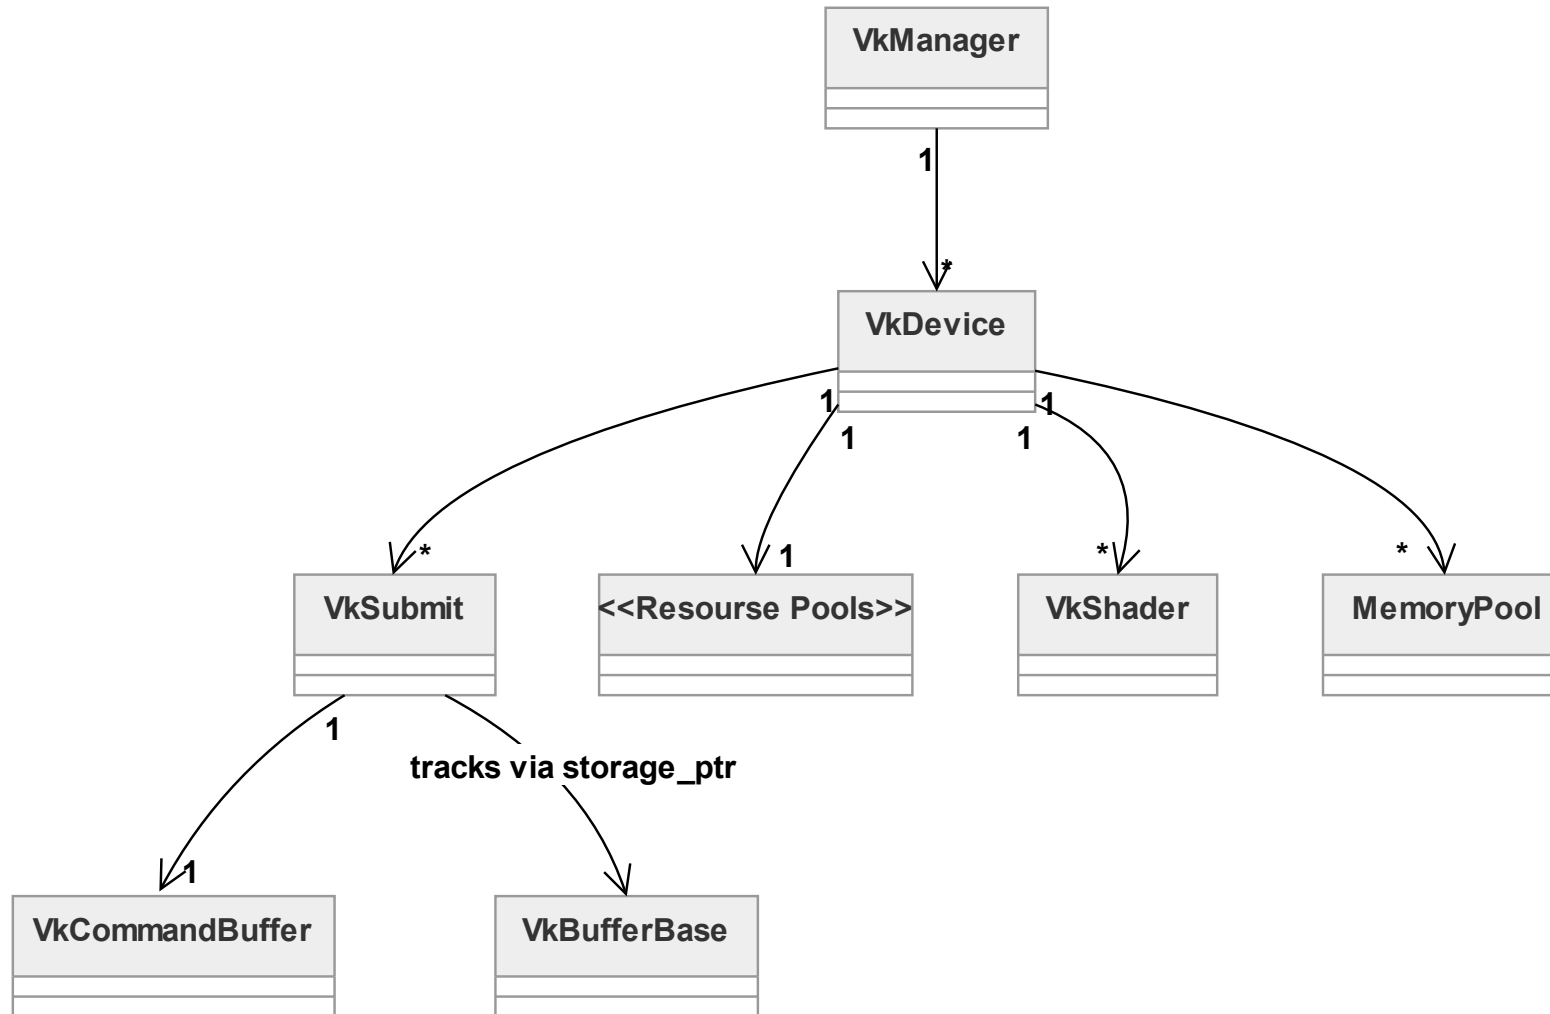 VkManager
1
*
VkDevice
1
1
1
1
*
1
*
*
VkSubmit
<<Resourse Pools>>
VkShader
MemoryPool
1
tracks via storage_ptr
1
VkCommandBuffer
VkBufferBase